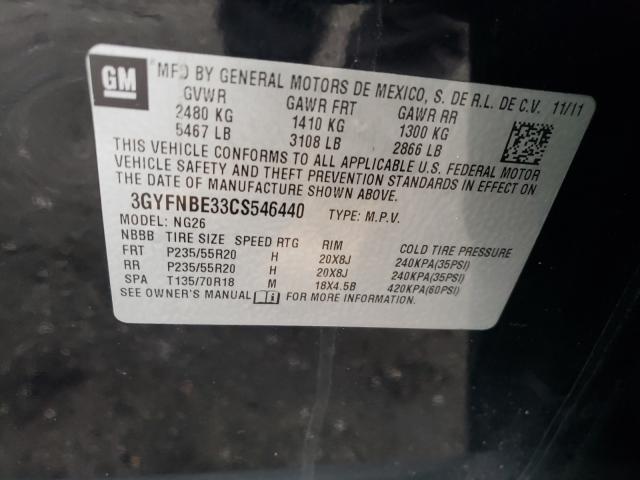 GM
MFD BY GENERAL MOTORS DE MEXICO, S. DE R.L. DE C.V. 11/11
GVWR GAWR FRT GAWR RR
2480 KG 1410 KG 1300 KG
5467 LB 3108 LB 2866 LB
THIS VEHICLE CONFORMS TO ALL APPLICABLE U.S. FEDERAL MOTOR
VEHICLE SAFETY AND THEFT PREVENTION STANDARDS IN EFFECT ON
THE DATE OF MANUFACTURE SHOWN ABOVE.
3GYFNBE33CS546440 TYPE: M.P.V.
MODEL: NG26
NBBB TIRE SIZE SPEED RTG RIM COLD TIRE PRESSURE
FRT P235/55R20 H 20X8J 240KPA(35PSI)
RR P235/55R20 H 20X8J 240KPA(35PSI)
SPA T135/70R18 M 18X4.5B 420KPA(60PSI)
SEE OWNER'S MANUAL FOR MORE INFORMATION.